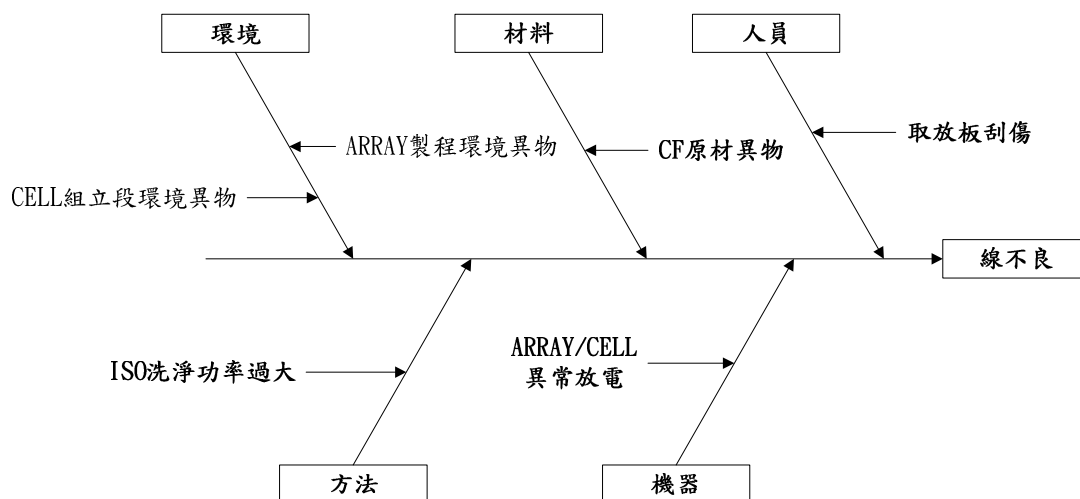 環境
材料
人員
ARRAY製程環境異物
CF原材異物
取放板刮傷
CELL組立段環境異物
線不良
ISO洗淨功率過大
ARRAY/CELL
異常放電
方法
機器